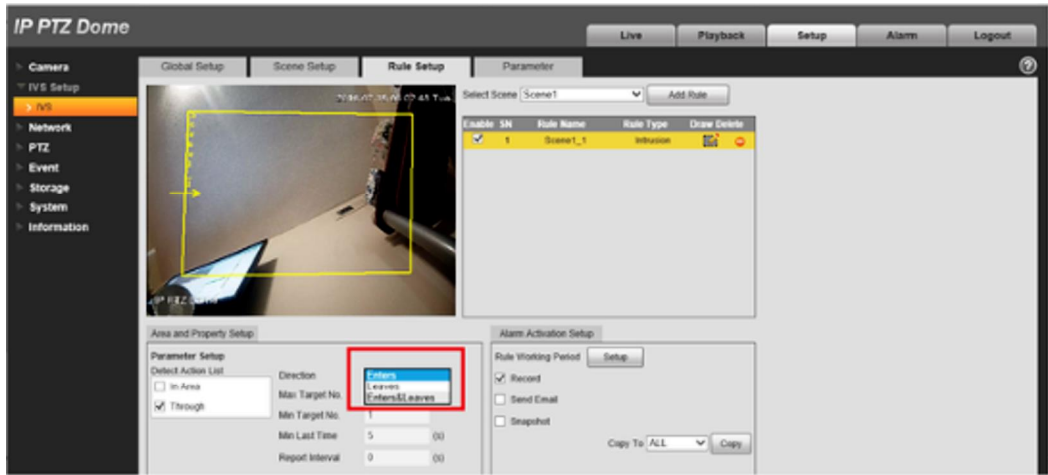 IP PTZ Dome
Live Playback Setup Alarm Logout
Camera
IVS Setup
IVS
Network
PTZ
Event
Storage
System
Information
Global Setup Scene Setup Rule Setup Parameter
Select Scene Scene1 Add Rule
Enable SN Rule Name Rule Type Draw Delete
1 Scene1_1 Intrusion
IP PTZ Dome
Area and Property Setup
Parameter Setup
Detect Action List
In Area
Through
Direction Enters
Leaves
Enters&Leaves
Max Target No.
Min Target No. 1
Min Last Time 5 (s)
Report Interval 0 (s)
Alarm Activation Setup
Rule Working Period Setup
Record
Send Email
Snapshot
Copy To ALL Copy